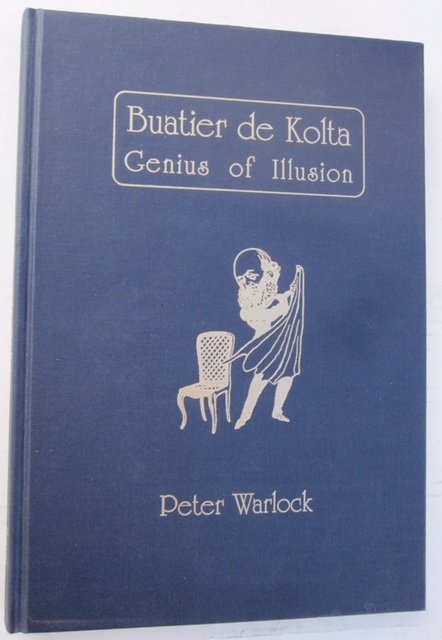 Buatier de Kolta
Genius of Illusion
Peter Warlock